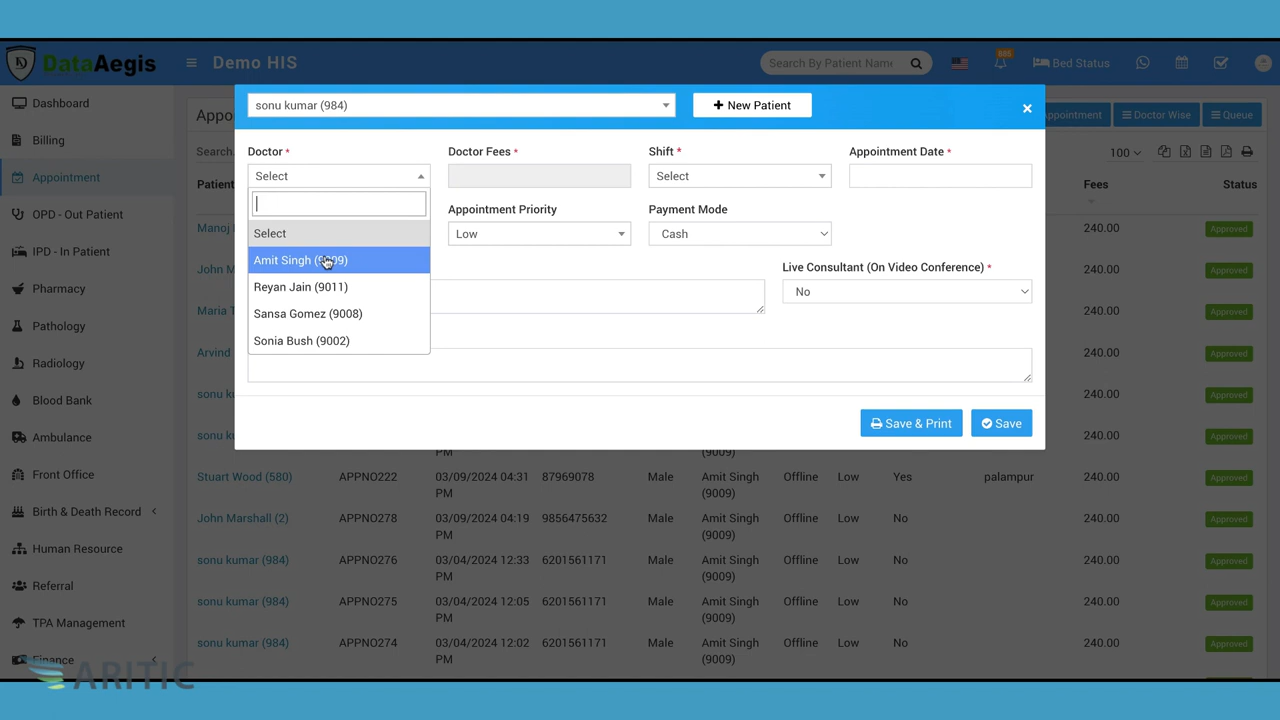 DataAegis
Demo HIS
Search By Patient Name
Bed Status
sonu kumar (984)
New Patient
Dashboard
Billing
Appointment
OPD - Out Patient
IPD - In Patient
Pharmacy
Pathology
Radiology
Blood Bank
Ambulance
Front Office
Birth & Death Record
Human Resource
Referral
TPA Management
Finance
ARITIC
Appo
ppointment
Doctor Wise
Queue
Search.
100
Patient
Fees
Status
Doctor *
Doctor Fees *
Shift *
Appointment Date *
Select
Select
Select
Amit Singh (9009)
Reyan Jain (9011)
Sansa Gomez (9008)
Sonia Bush (9002)
Appointment Priority
Payment Mode
Low
Cash
Live Consultant (On Video Conference) *
No
Save & Print
Save
Manoj
240.00
Approved
John M
240.00
Approved
Maria T
240.00
Approved
Arvind
240.00
Approved
sonu ku
240.00
Approved
sonu ku
240.00
Approved
PM
(9009)
Stuart Wood (580) APPNO222 03/09/2024 04:31 87969078 Male Amit Singh Offline Low Yes palampur 240.00 Approved
PM (9009)
John Marshall (2) APPNO278 03/09/2024 04:19 9856475632 Male Amit Singh Offline Low No 240.00 Approved
PM (9009)
sonu kumar (984) APPNO276 03/04/2024 12:33 6201561171 Male Amit Singh Offline Low No 240.00 Approved
PM (9009)
sonu kumar (984) APPNO275 03/04/2024 12:05 6201561171 Male Amit Singh Offline Low No 240.00 Approved
PM (9009)
sonu kumar (984) APPNO274 03/04/2024 12:02 6201561171 Male Amit Singh Offline Low No 240.00 Approved
PM (9009)